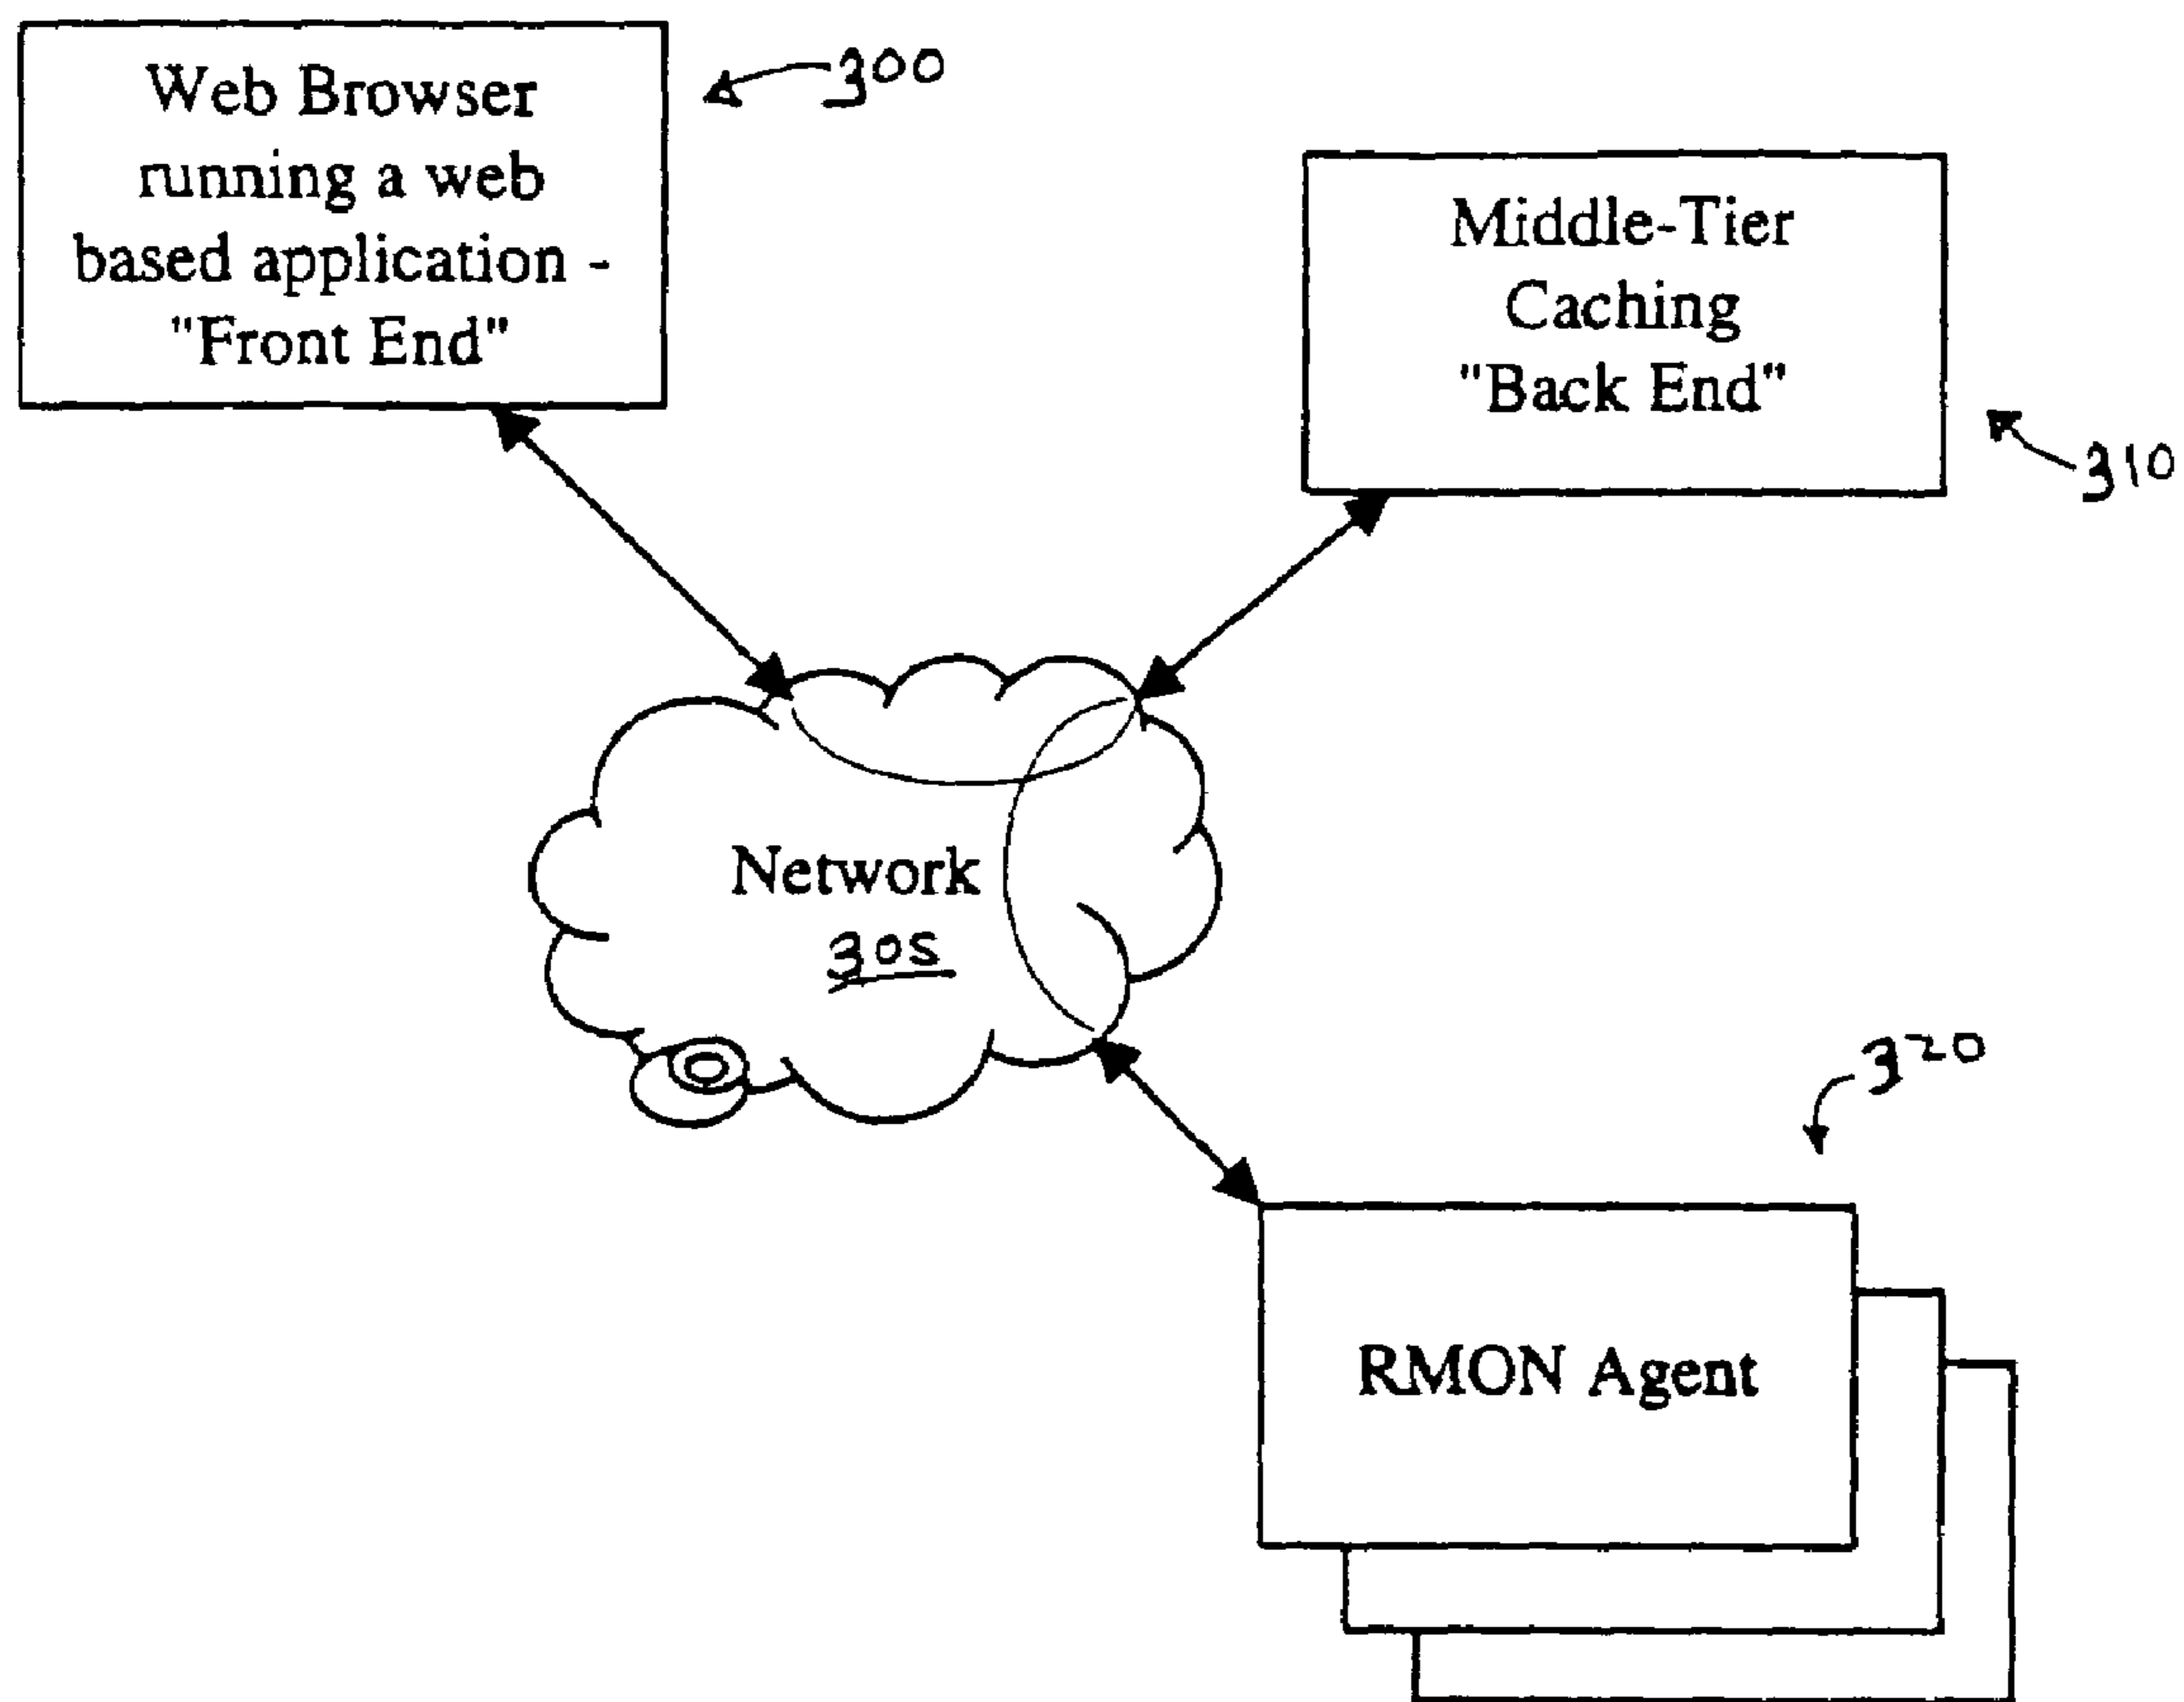 Web Browser
running a web
based application -
"Front End"
300
Middle-Tier
Caching
"Back End"
310
Network
305
320
RMON Agent